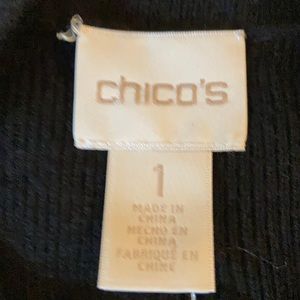 chico's
1
MADE IN
CHINA
HECHO EN
CHINA
FABRIQUÉ EN
CHINE